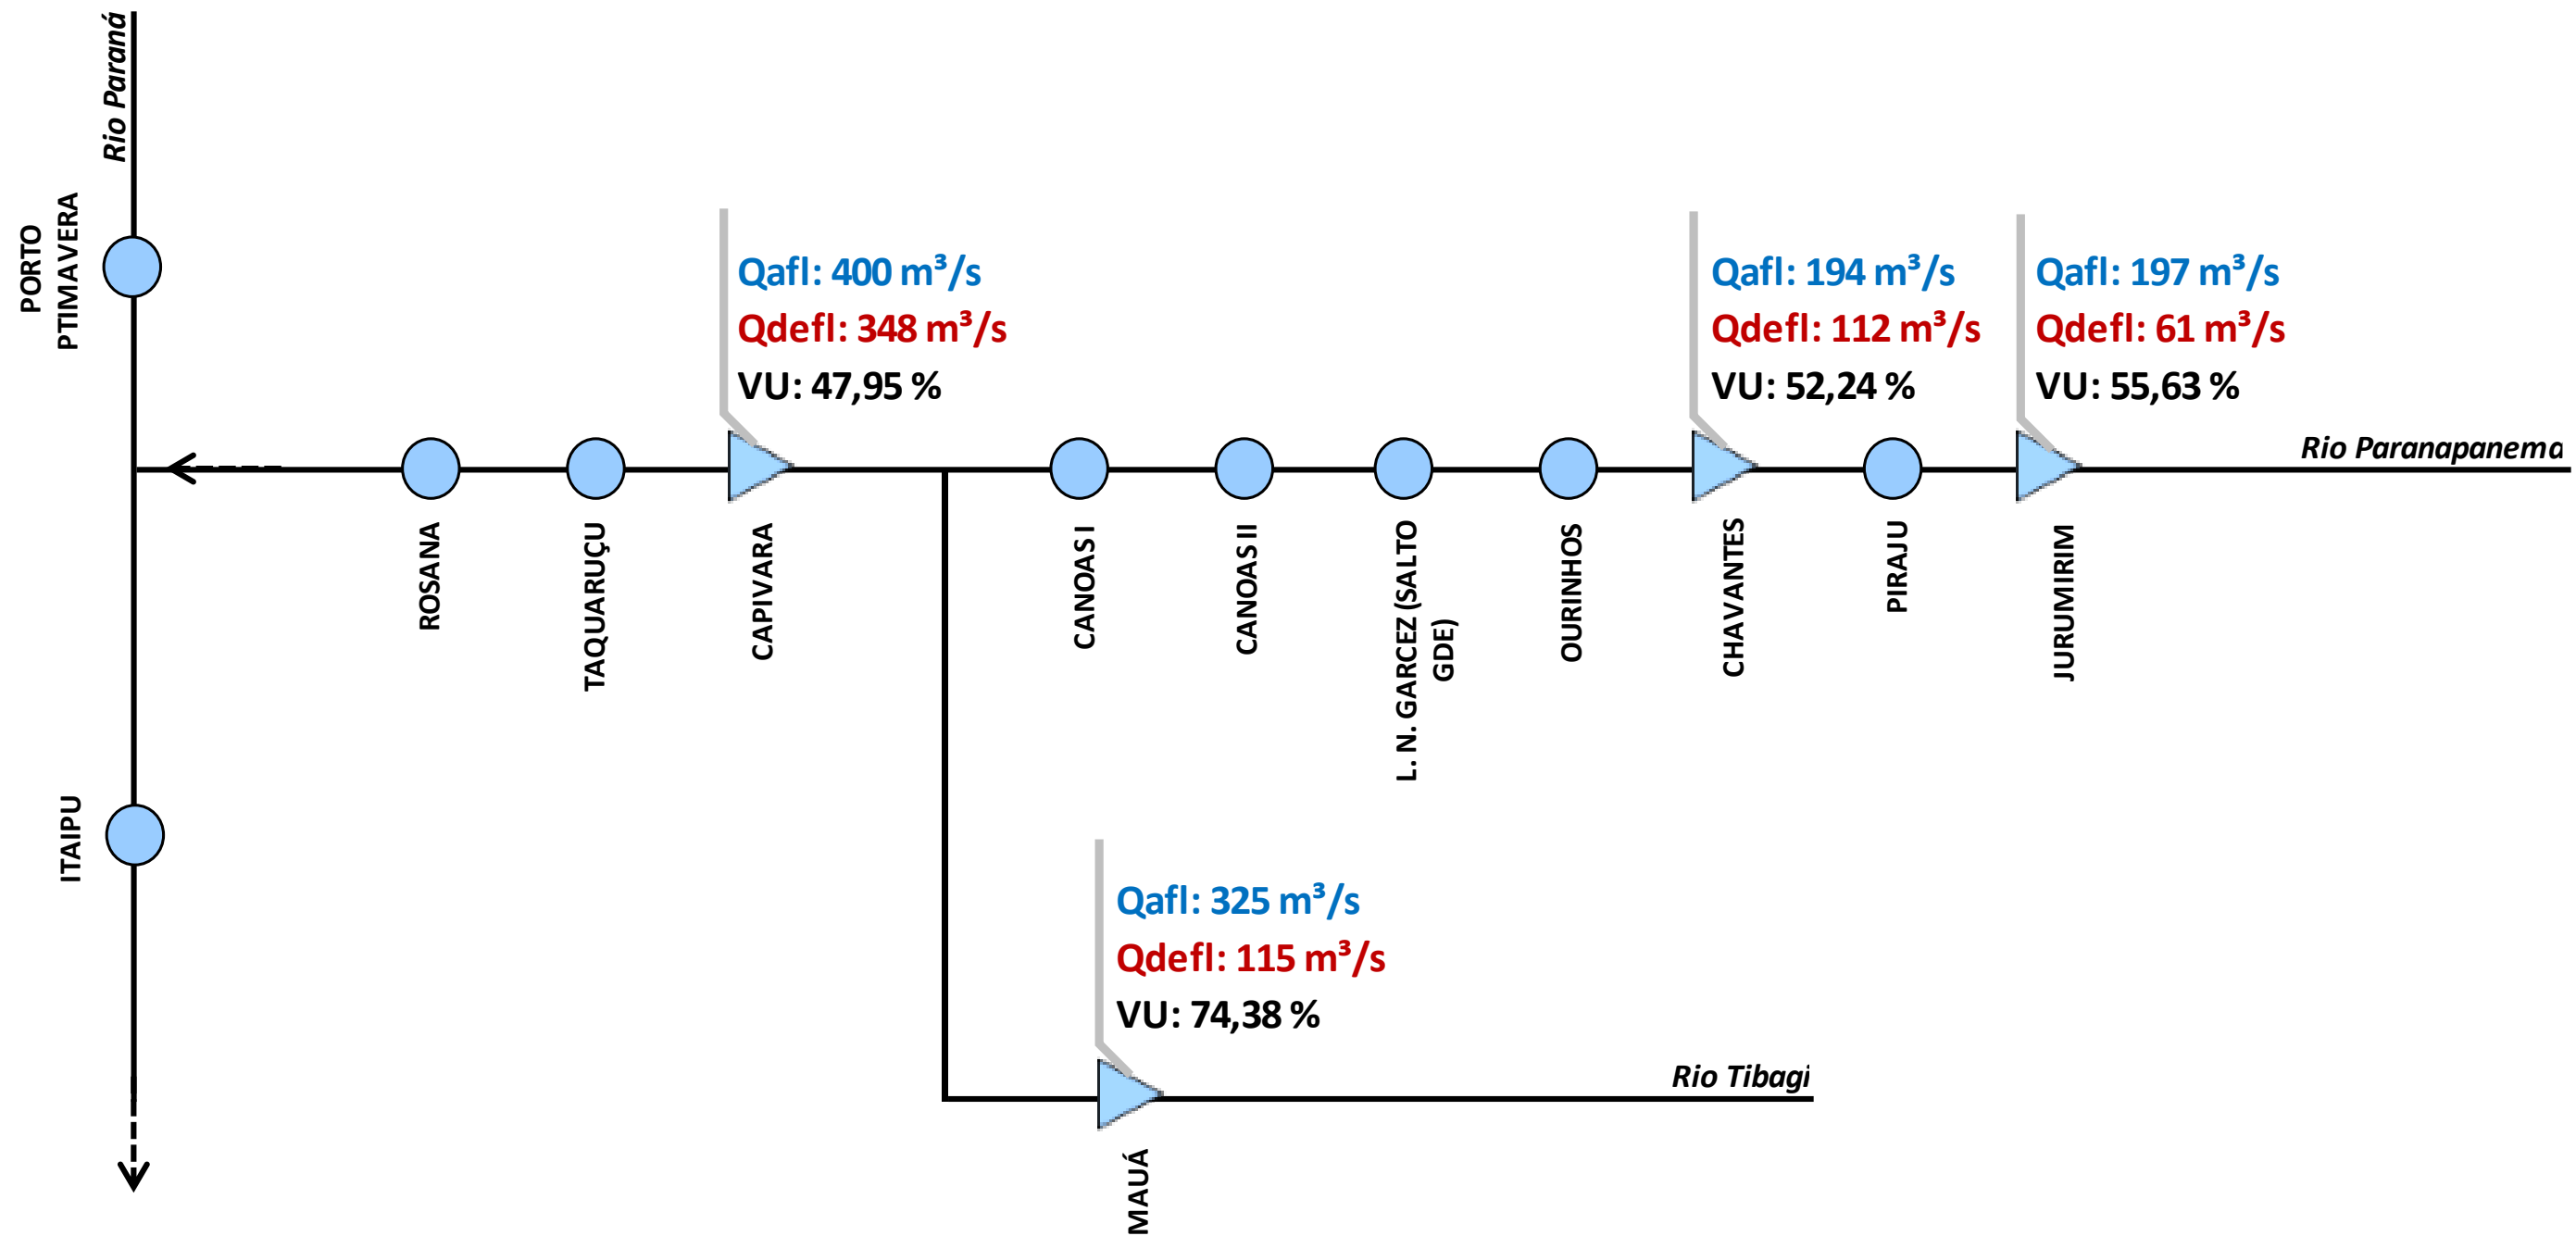 Rio Paraná
PORTO
PTIMAVERA
Qafl: 400 m³/s
Qdefl: 348 m³/s
VU: 47,95 %
Qafl: 194 m³/s
Qdefl: 112 m³/s
VU: 52,24 %
Qafl: 197 m³/s
Qdefl: 61 m³/s
VU: 55,63 %
Rio Paranapanema
ROSANA
TAQUARUÇU
CAPIVARA
CANOAS I
CANOAS II
L. N. GARCEZ (SALTO
GDE)
OURINHOS
CHAVANTES
PIRAJU
JURUMIRIM
ITAIPU
Qafl: 325 m³/s
Qdefl: 115 m³/s
VU: 74,38 %
Rio Tibagi
MAUÁ